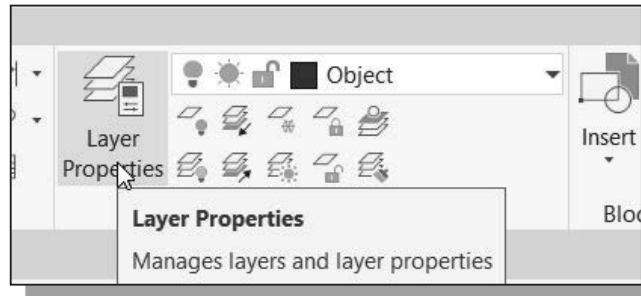 Object
Layer
Properties
Insert
Layer Properties
Manages layers and layer properties